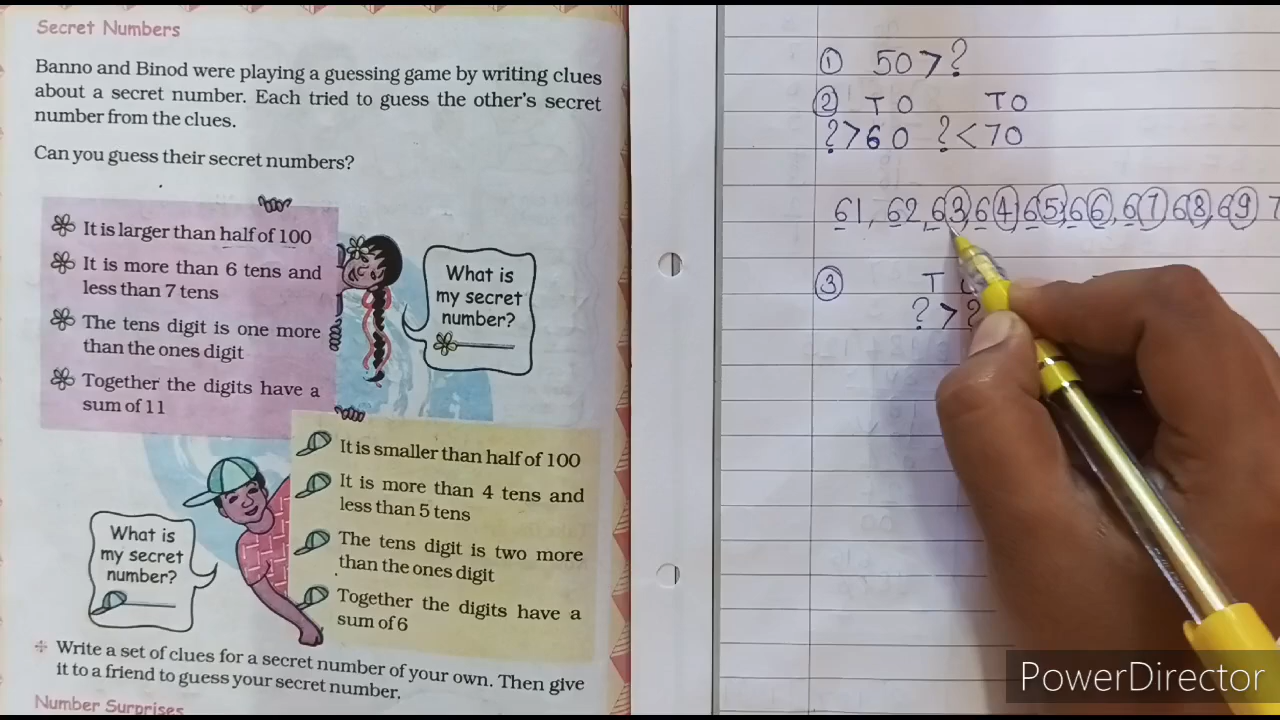 Secret Numbers
Banno and Binod were playing a guessing game by writing clues
about a secret number. Each tried to guess the other's secret
number from the clues.
Can you guess their secret numbers?
It is larger than half of 100
It is more than 6 tens and
less than 7 tens
The tens digit is one more
than the ones digit
Together the digits have a
sum of 11
What is
my secret
number?
It is smaller than half of 100
It is more than 4 tens and
less than 5 tens
The tens digit is two more
than the ones digit
Together the digits have a
sum of 6
What is
my secret
number?
Write a set of clues for a secret number of your own. Then give
it to a friend to guess your secret number.
Number Surprises
① 50 > ?
② T O T O
? > 60 ? < 70
61, 62, 63, 64, 65, 66, 67, 68, 69 7
③ T
? > ?
PowerDirector